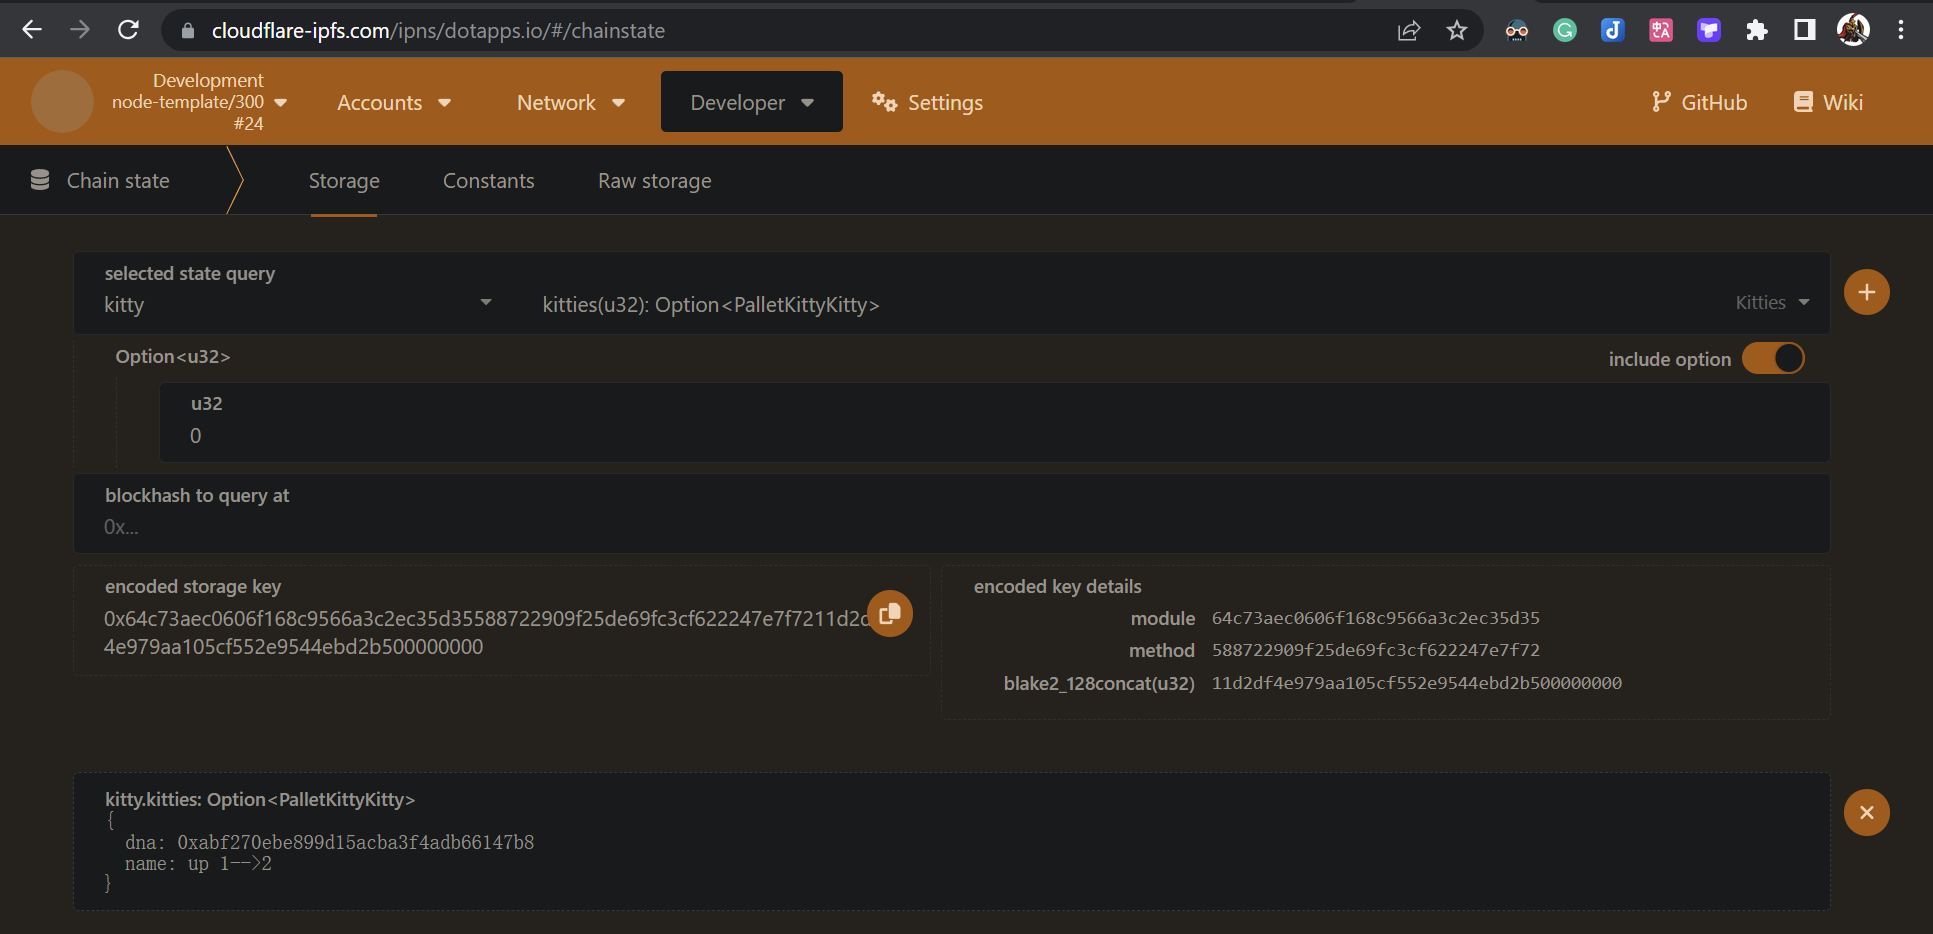 cloudflare-ipfs.com/ipns/dotapps.io/#/chainstate
Development
node-template/300
#24
Accounts
Network
Developer
Settings
GitHub
Wiki
Chain state
Storage
Constants
Raw storage
selected state query
kitty
kitties(u32): Option<PalletKittyKitty>
Kitties
Option<u32>
include option
u32
0
blockhash to query at
0x...
encoded storage key
0x64c73aec0606f168c9566a3c2ec35d35588722909f25de69fc3cf622247e7f7211d2d
4e979aa105cf552e9544ebd2b500000000
encoded key details
module 64c73aec0606f168c9566a3c2ec35d35
method 588722909f25de69fc3cf622247e7f72
blake2_128concat(u32) 11d2df4e979aa105cf552e9544ebd2b500000000
kitty.kitties: Option<PalletKittyKitty>
{
dna: 0xabf270ebe899d15acba3f4adb66147b8
name: up 1-->2
}